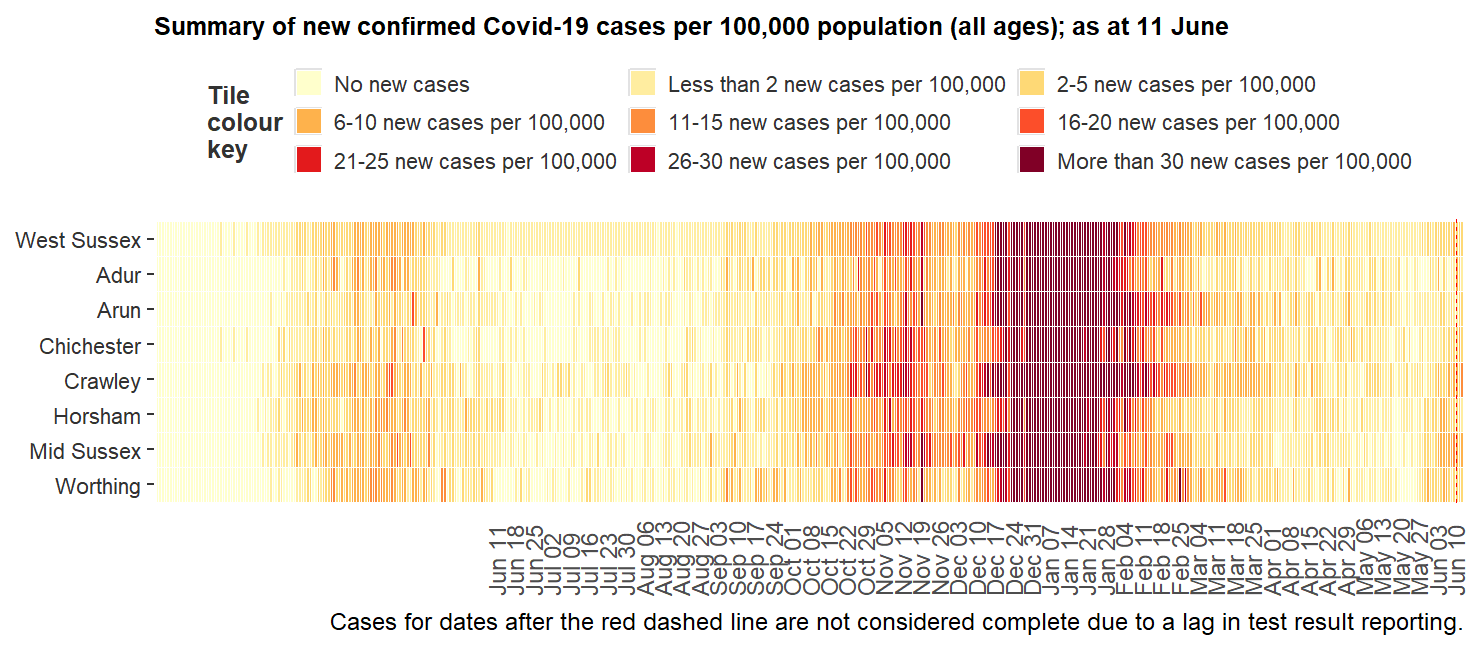 Summary of new confirmed Covid-19 cases per 100,000 population (all ages); as at 11 June
Tile colour key
No new cases
Less than 2 new cases per 100,000
2-5 new cases per 100,000
6-10 new cases per 100,000
11-15 new cases per 100,000
16-20 new cases per 100,000
21-25 new cases per 100,000
26-30 new cases per 100,000
More than 30 new cases per 100,000
West Sussex
Adur
Arun
Chichester
Crawley
Horsham
Mid Sussex
Worthing
Jun 11
Jun 18
Jun 25
Jul 02
Jul 09
Jul 16
Jul 23
Jul 30
Aug 06
Aug 13
Aug 20
Aug 27
Sep 03
Sep 10
Sep 17
Sep 24
Oct 01
Oct 08
Oct 15
Oct 22
Oct 29
Nov 05
Nov 12
Nov 19
Nov 26
Dec 03
Dec 10
Dec 17
Dec 24
Dec 31
Jan 07
Jan 14
Jan 21
Jan 28
Feb 04
Feb 11
Feb 18
Feb 25
Mar 04
Mar 11
Mar 18
Mar 25
Apr 01
Apr 08
Apr 15
Apr 22
Apr 29
May 06
May 13
May 20
May 27
Jun 03
Jun 10
Cases for dates after the red dashed line are not considered complete due to a lag in test result reporting.